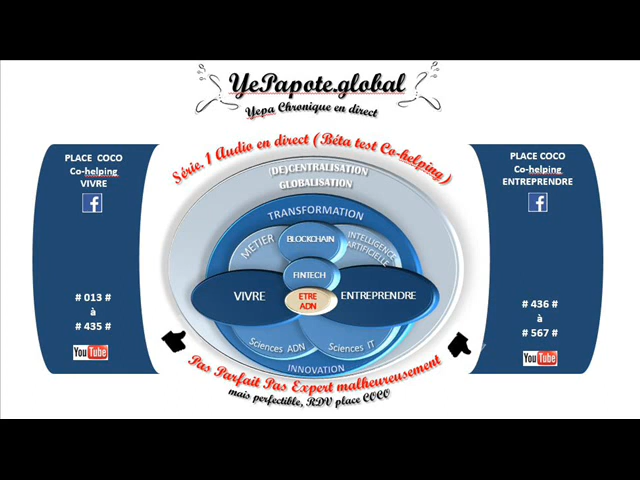 YePapote.global
Yepa Chronique en direct
Série, 1 Audio en direct (Béta test Co-helping)
PLACE COCO
Co-helping
VIVRE
# 013 #
à
# 435 #
YouTube
(DE)CENTRALISATION
GLOBALISATION
TRANSFORMATION
METIER
BLOCKCHAIN
INTELLIGENCE
ARTIFICIELLE
FINTECH
VIVRE
ETRE
ADN
ENTREPRENDRE
Sciences ADN
Sciences IT
INNOVATION
PLACE COCO
Co-helping
ENTREPRENDRE
# 436 #
à
# 567 #
YouTube
Pas Parfait Pas Expert malheureusement
mais perfectible, RDV place COCO